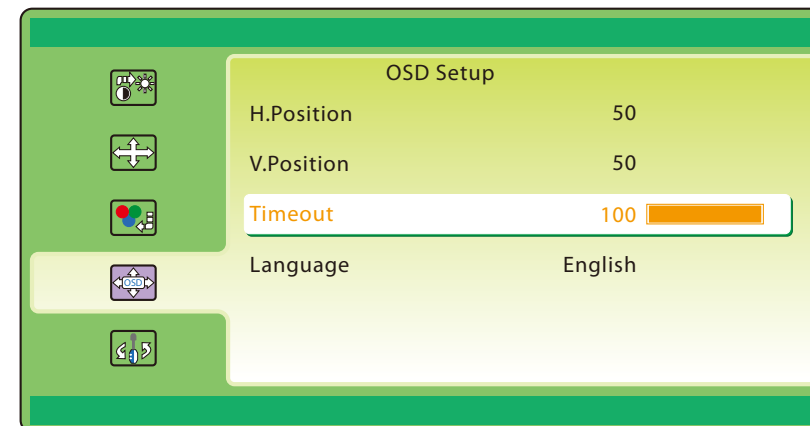 OSD Setup
H.Position 50
V.Position 50
Timeout 100
Language English
OSD